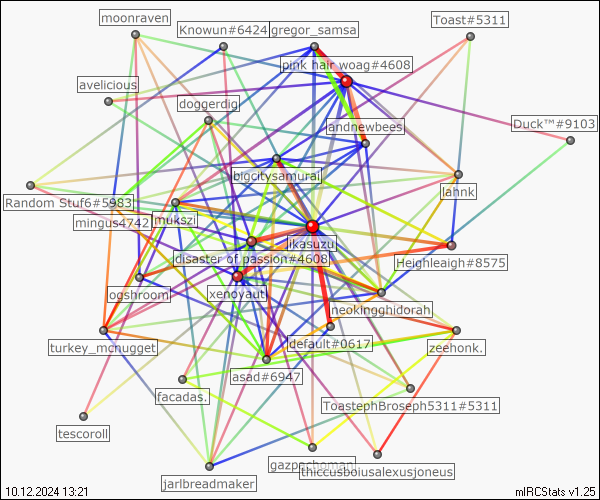 moonraven
Knowun#6424
gregor_samsa
Toast#5311
pink hair woag#4608
avelicious
doggerdig
andnewbees
Duck™#9103
bigcitysamurai
lahnk
Random Stuf6#5983
mingus4742
mukszi
likasuzu
disaster of passion#4608
Heighleaigh#8575
ogshroom
xenoyaut
neokingghidorah
turkey_mcnugget
default#0617
zeehonk.
asad#6947
facadas.
ToastephBroseph5311#5311
tescoroll
gazpachoman
thiccusboiusalexusjoneus
jarlbreadmaker
10.12.2024 13:21
mIRCStats v1.25